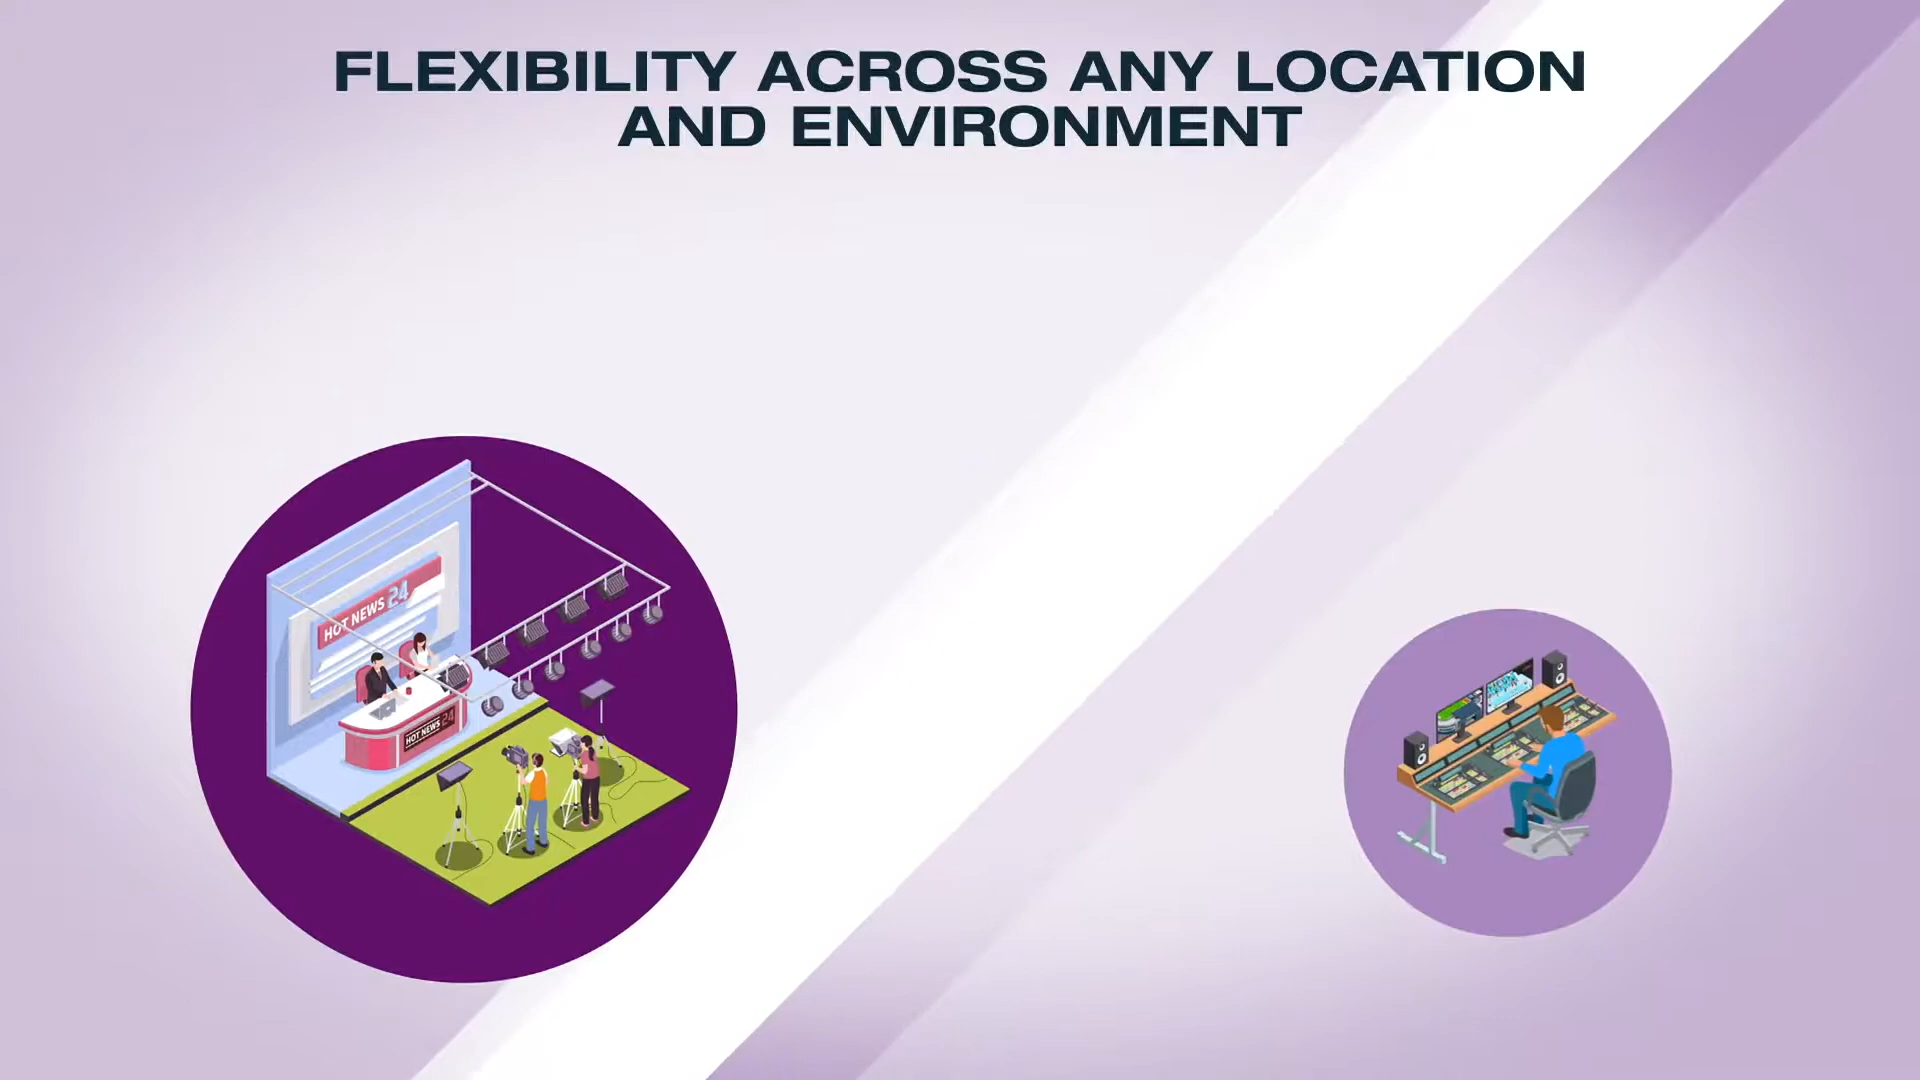 FLEXIBILITY ACROSS ANY LOCATION
AND ENVIRONMENT
HOT NEWS 24
HOT NEWS 24